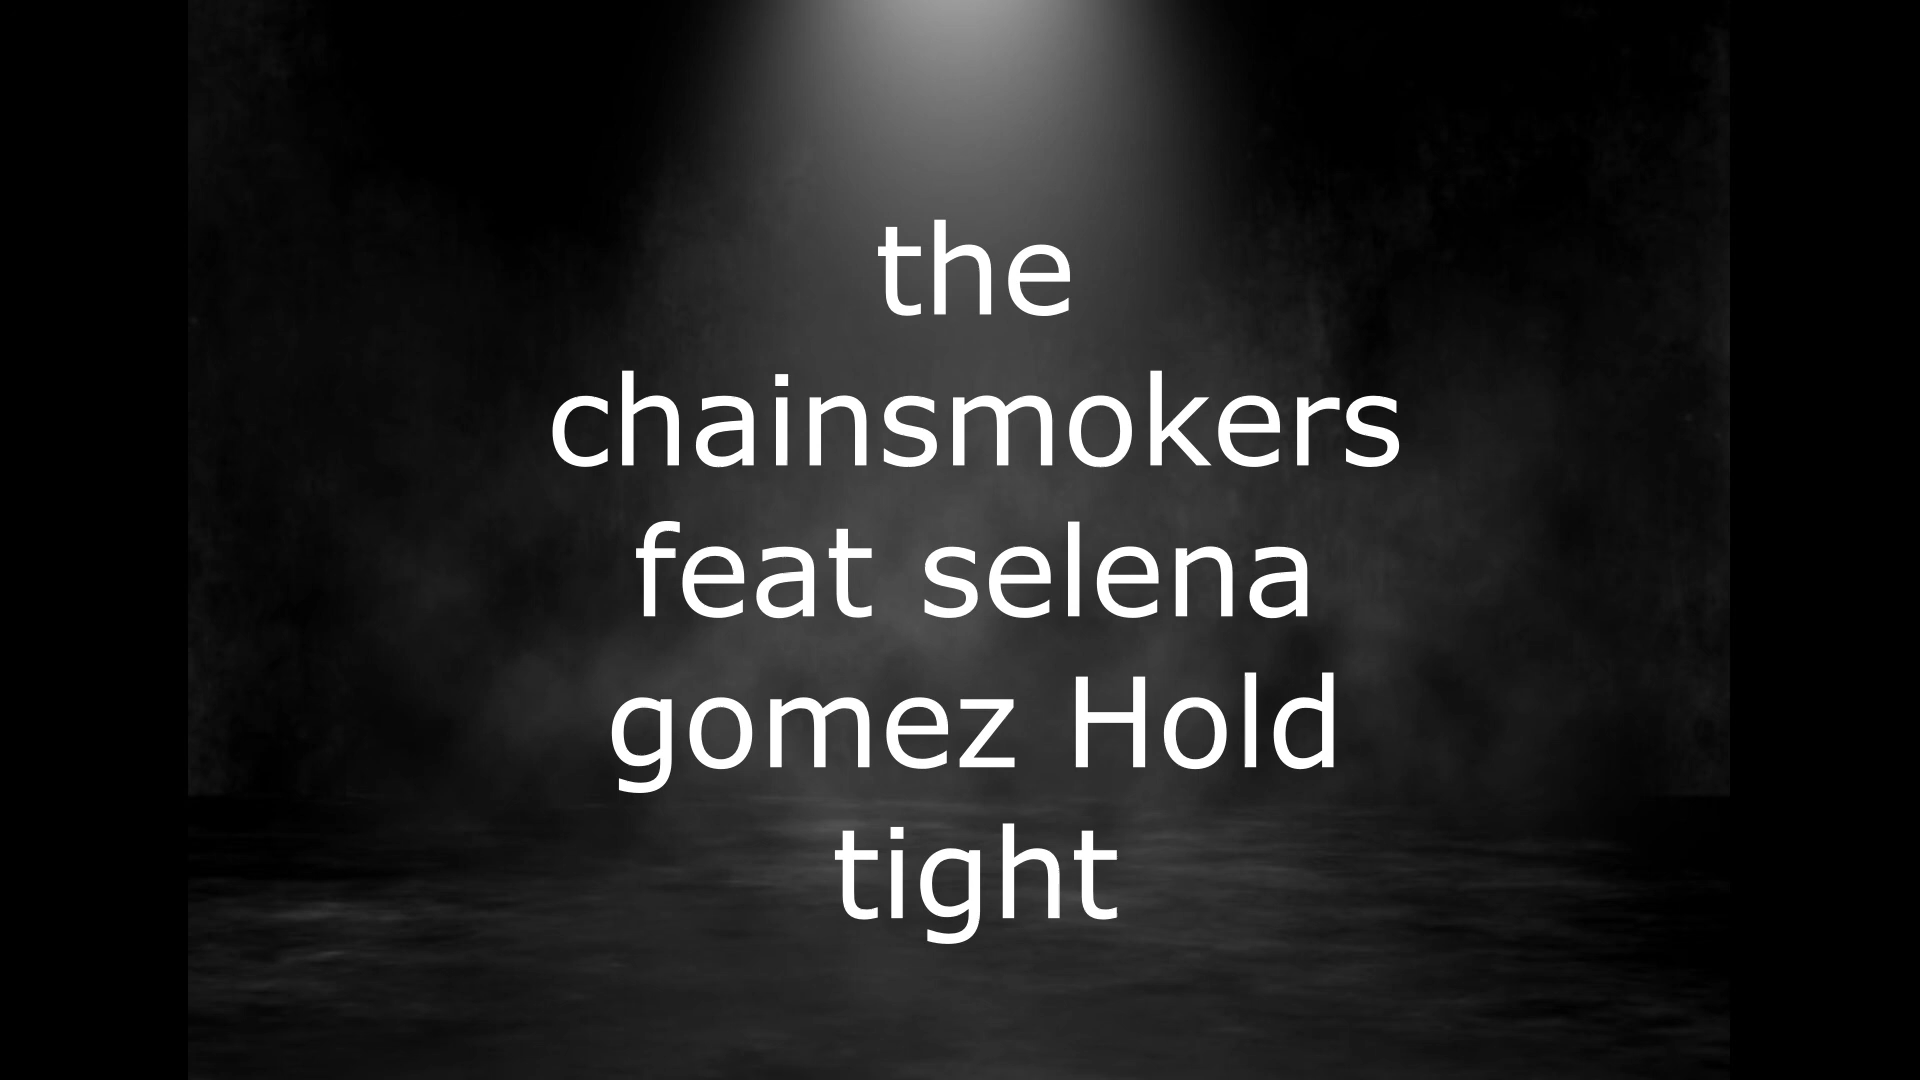 the
chainsmokers
feat selena
gomez Hold
tight